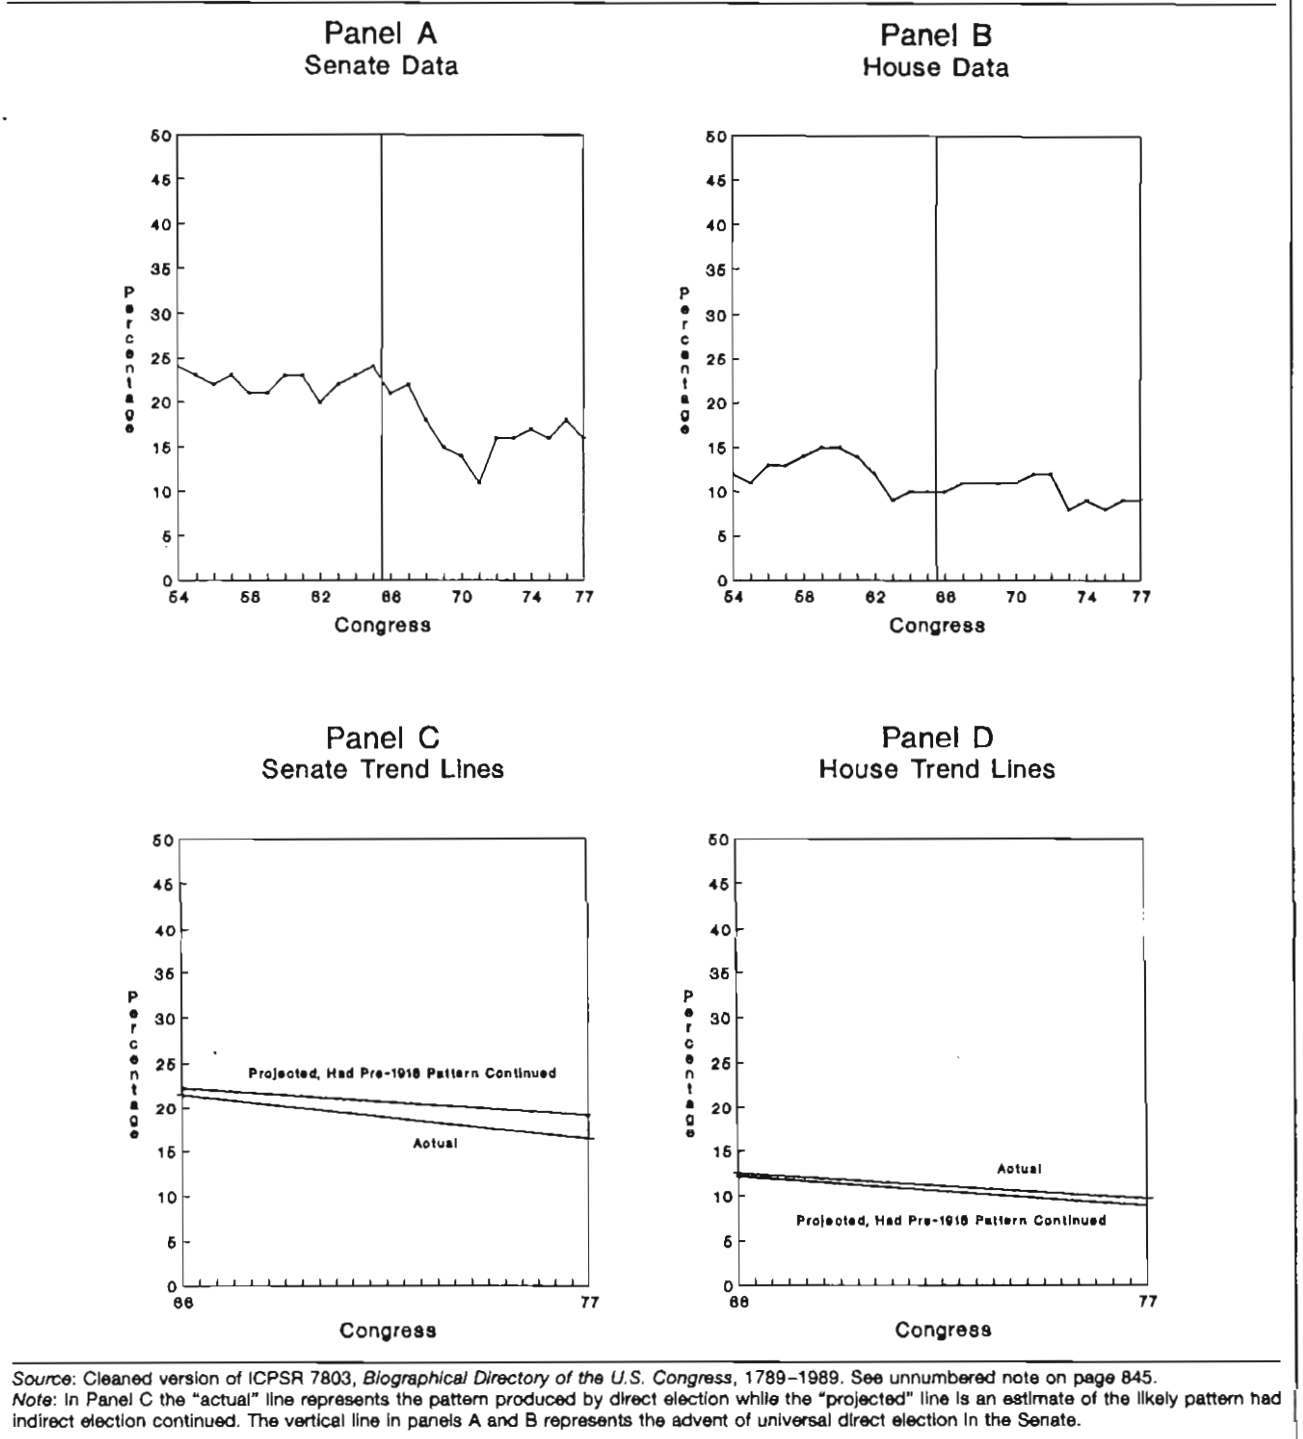 Panel A
Senate Data
50
45
40
35
30
25
20
15
10
5
0
Percentage
54 58 62 66 70 74 77
Congress
Panel B
House Data
50
45
40
35
30
25
20
15
10
5
0
Percentage
54 58 62 66 70 74 77
Congress
Panel C
Senate Trend Lines
50
45
40
35
30
25
20
15
10
5
0
Percentage
Projected, Had Pre-1916 Pattern Continued
Actual
66 77
Congress
Panel D
House Trend Lines
50
45
40
35
30
25
20
15
10
5
0
Percentage
Actual
Projected, Had Pre-1916 Pattern Continued
66 77
Congress
Source: Cleaned version of ICPSR 7803, Biographical Directory of the U.S. Congress, 1789–1989. See unnumbered note on page 845.
Note: In Panel C the "actual" line represents the pattern produced by direct election while the "projected" line is an estimate of the likely pattern had
indirect election continued. The vertical line in panels A and B represents the advent of universal direct election in the Senate.